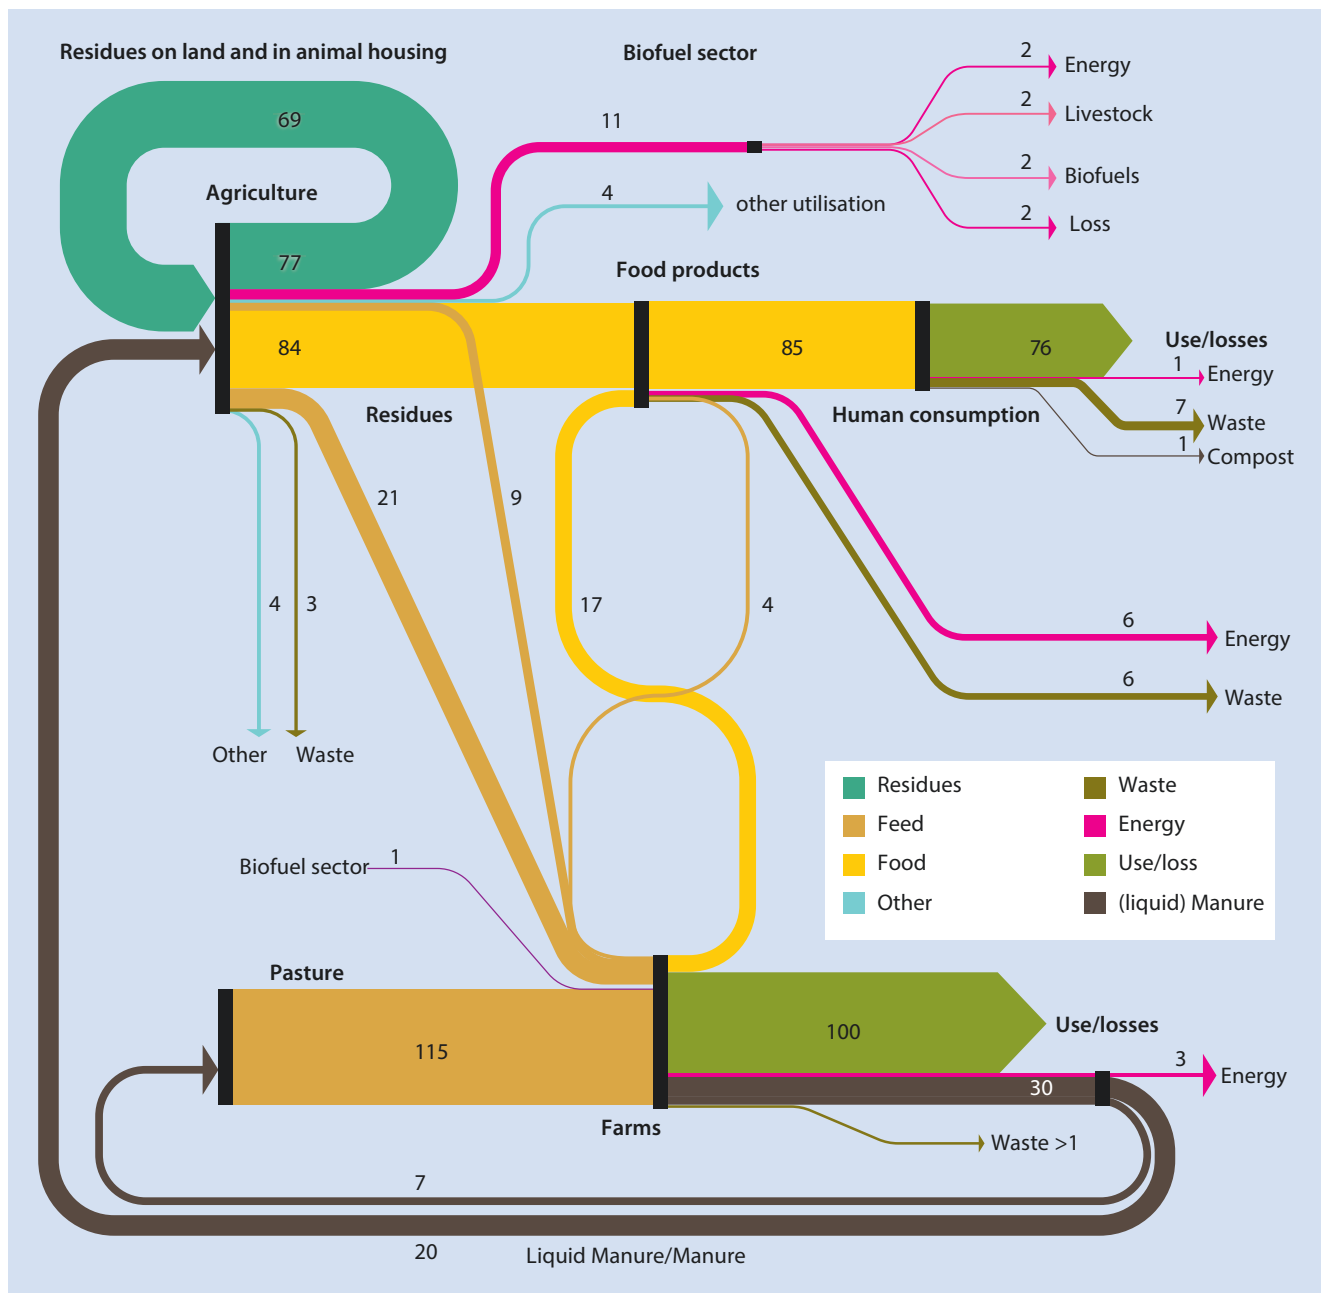 Residues on land and in animal housing
Biofuel sector
2
Energy
69
11
2
Livestock
2
Biofuels
Agriculture
4
other utilisation
2
Loss
77
Food products
84
85
76
Use/losses
1
Energy
Residues
Human consumption
7
Waste
1
Compost
21
9
4
3
17
4
6
Energy
6
Waste
Other
Waste
Residues
Waste
Feed
Energy
Food
Use/loss
Other
(liquid) Manure
Biofuel sector
1
Pasture
115
100
Use/losses
30
3
Energy
Farms
Waste >1
7
20
Liquid Manure/Manure